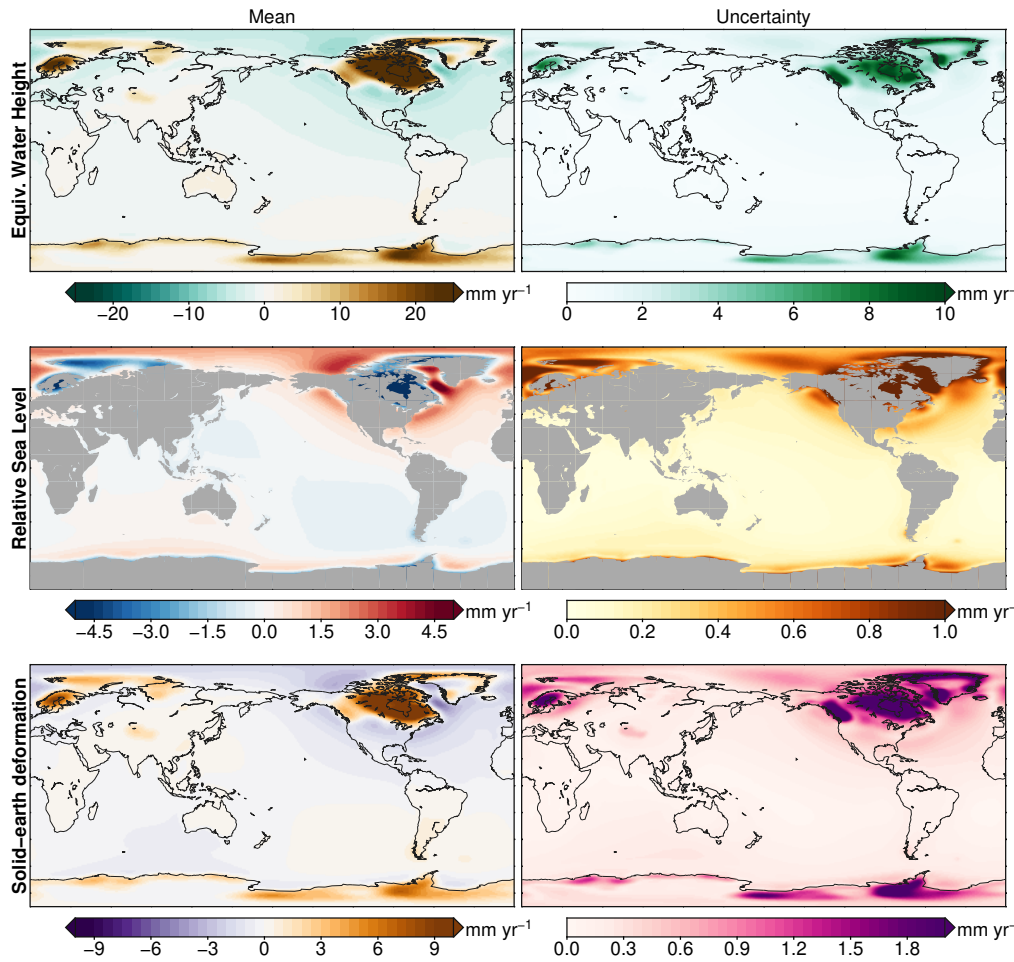 Mean
Uncertainty
Equiv. Water Height
−20 −10 0 10 20 mm yr⁻¹
0 2 4 6 8 10 mm yr⁻
Relative Sea Level
−4.5 −3.0 −1.5 0.0 1.5 3.0 4.5 mm yr⁻¹
0.0 0.2 0.4 0.6 0.8 1.0 mm yr⁻
Solid−earth deformation
−9 −6 −3 0 3 6 9 mm yr⁻¹
0.0 0.3 0.6 0.9 1.2 1.5 1.8 mm yr⁻